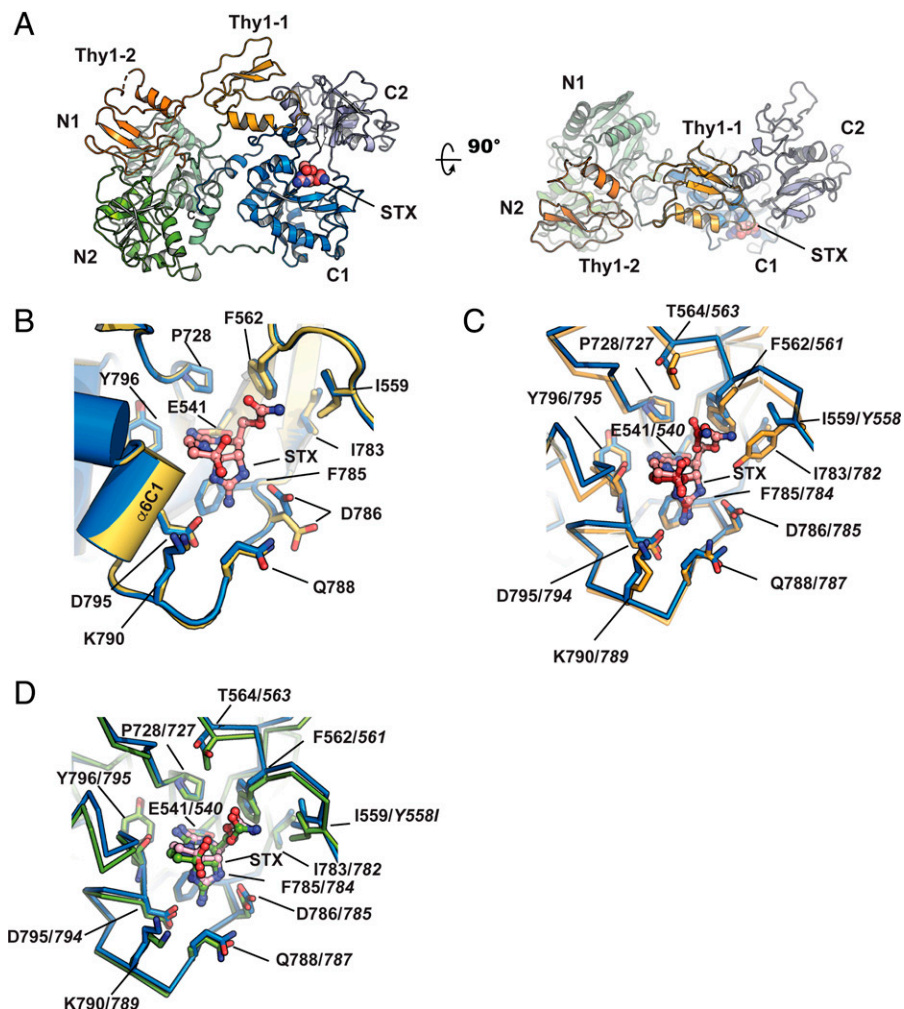 A
Thy1-1
Thy1-2
C2
N1
N2
STX
C1
90°
N1
Thy1-1
C2
N2
Thy1-2
C1
STX
B
F562
P728
Y796
I559
E541
STX
I783
F785
α6C1
D786
D795
Q788
K790
C
T564/563
P728/727
F562/561
Y796/795
E541/540
I559/Y558
STX
I783/782
F785/784
D786/785
D795/794
Q788/787
K790/789
D
T564/563
P728/727
F562/561
Y796/795
E541/540
I559/Y558I
STX
I783/782
F785/784
D786/785
D795/794
Q788/787
K790/789